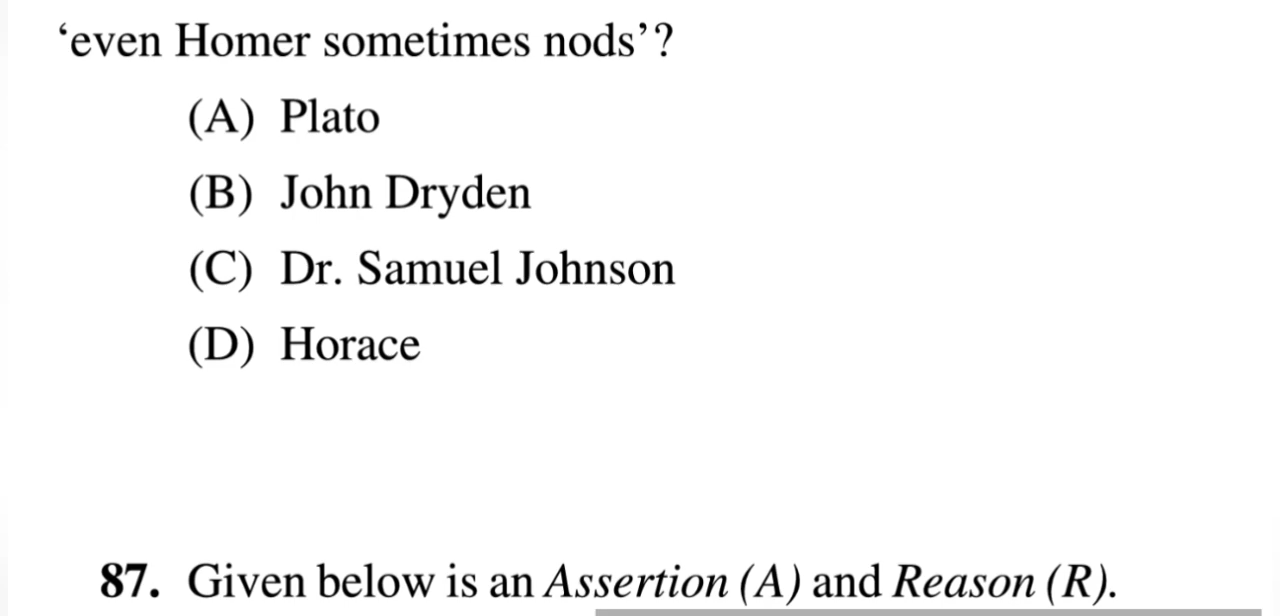 ‘even Homer sometimes nods’?
(A) Plato
(B) John Dryden
(C) Dr. Samuel Johnson
(D) Horace
87. Given below is an Assertion (A) and Reason (R).